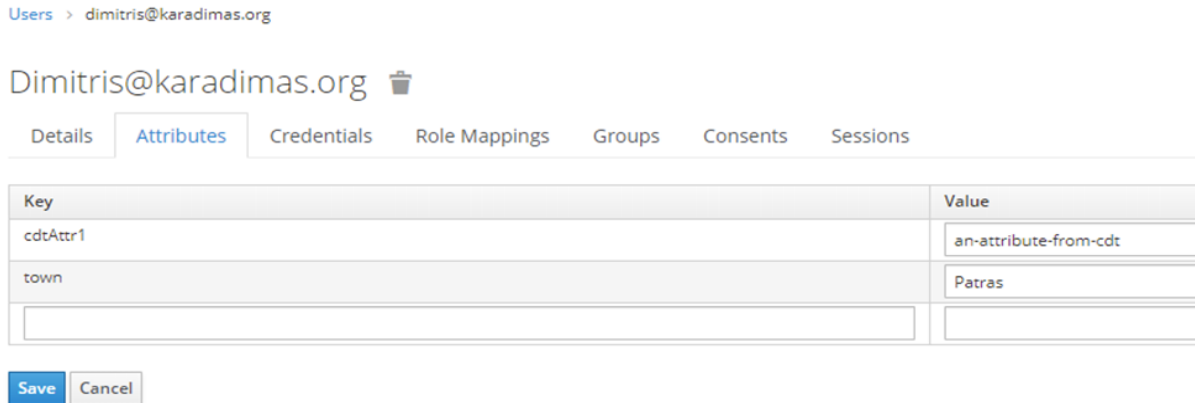 Users > dimitris@karadimas.org
Dimitris@karadimas.org
Details Attributes Credentials Role Mappings Groups Consents Sessions
Key Value
cdtAttr1 an-attribute-from-cdt
town Patras
Save Cancel